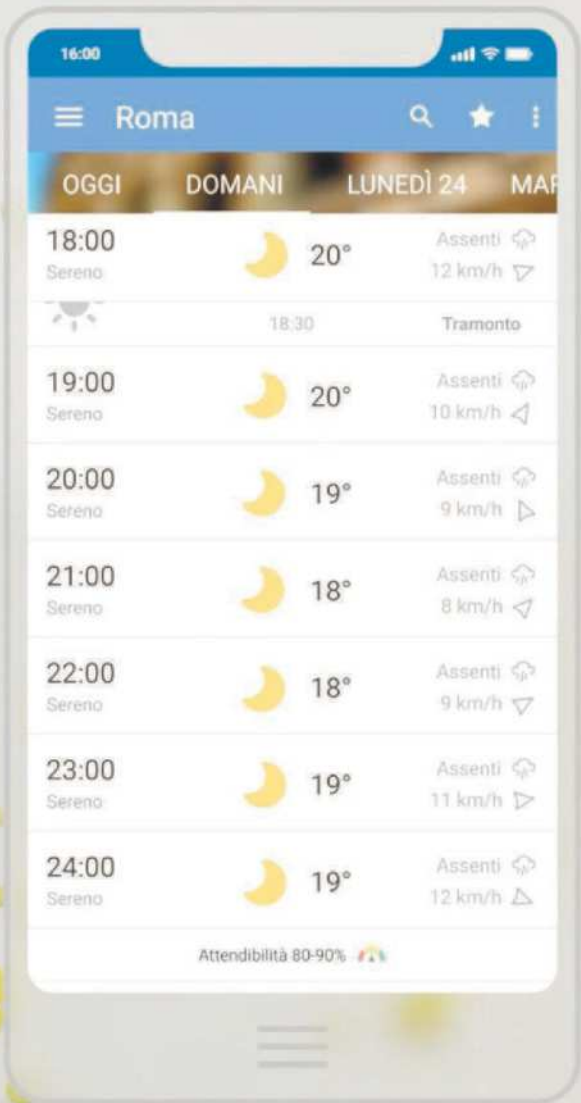 16:00
Roma
OGGI DOMANI LUNEDÌ 24 MAR
18:00 20° Assenti
Sereno 12 km/h
18:30 Tramonto
19:00 20° Assenti
Sereno 10 km/h
20:00 19° Assenti
Sereno 9 km/h
21:00 18° Assenti
Sereno 8 km/h
22:00 18° Assenti
Sereno 9 km/h
23:00 19° Assenti
Sereno 11 km/h
24:00 19° Assenti
Sereno 12 km/h
Attendibilità 80-90%